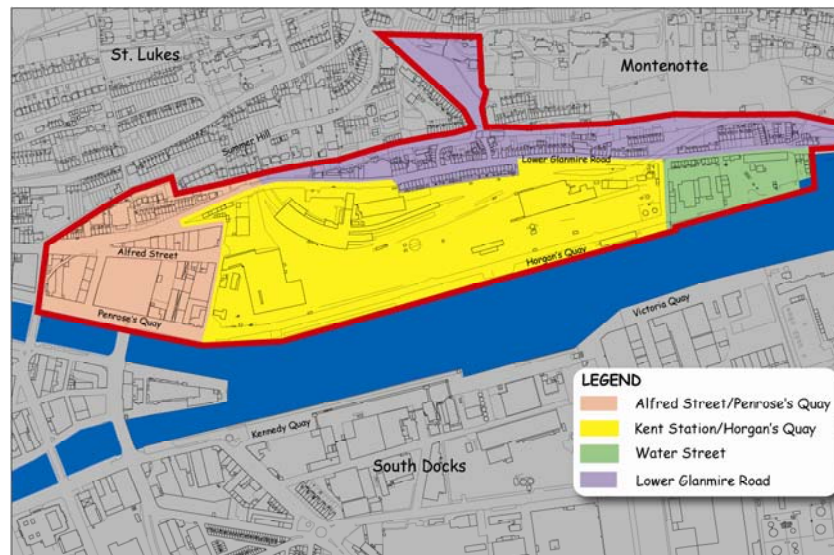 St. Lukes
Montenotte
Summer Hill
Lower Glanmire Road
Alfred Street
Horgan's Quay
Penrose's Quay
Victoria Quay
Kennedy Quay
South Docks
LEGEND
Alfred Street/Penrose's Quay
Kent Station/Horgan's Quay
Water Street
Lower Glanmire Road